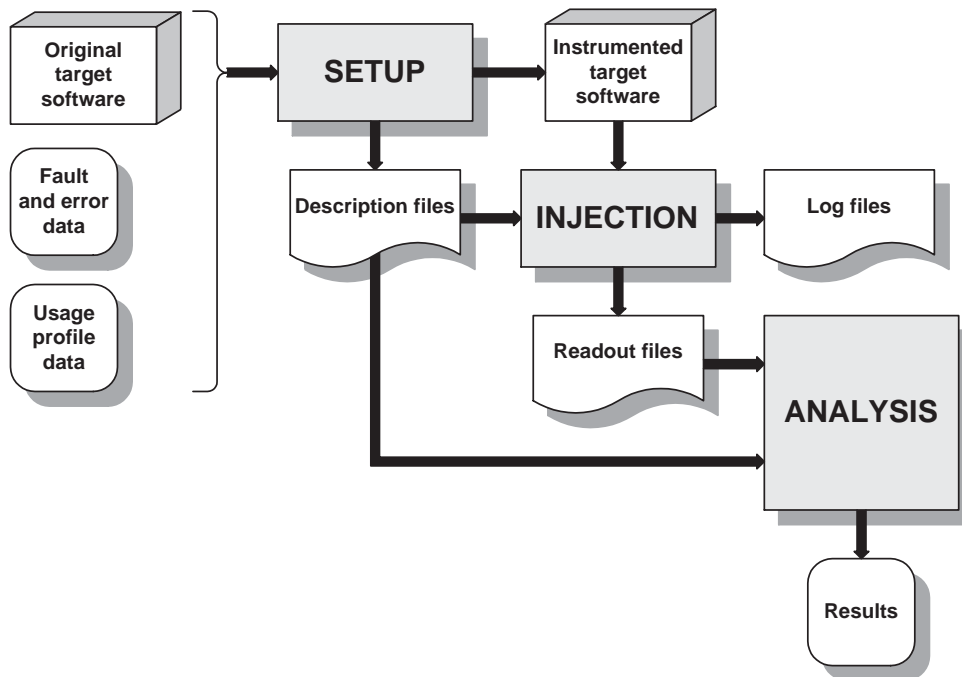 Original
target
software
SETUP
Instrumented
target
software
Fault
and error
data
Description files
INJECTION
Log files
Usage
profile
data
Readout files
ANALYSIS
Results